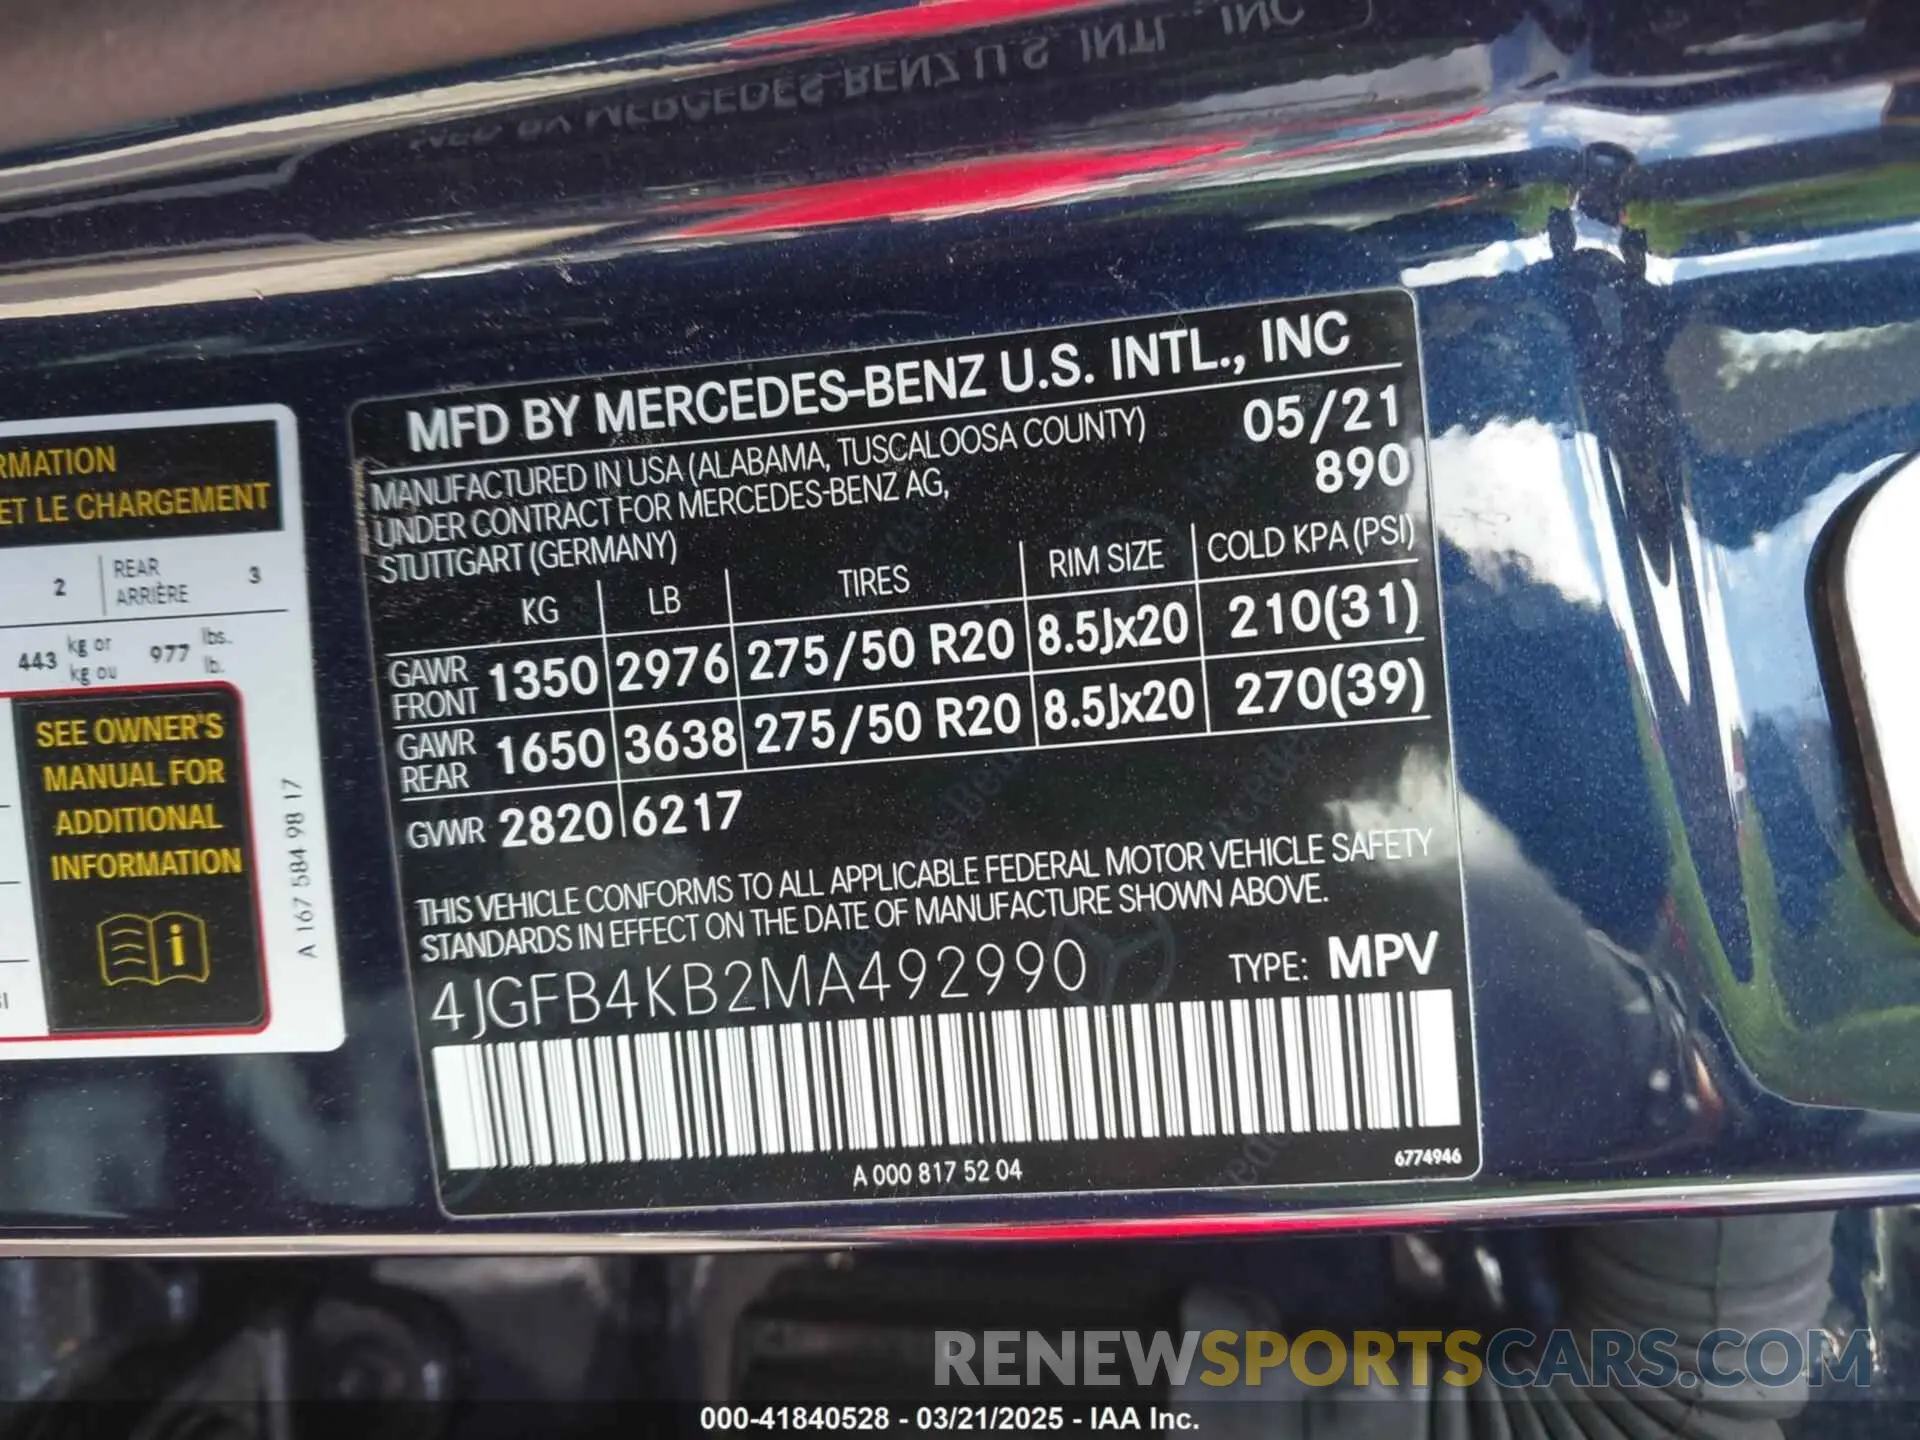 MFD BY MERCEDES-BENZ U.S. INTL., INC
MANUFACTURED IN USA (ALABAMA, TUSCALOOSA COUNTY) 05/21
UNDER CONTRACT FOR MERCEDES-BENZ AG, 890
STUTTGART (GERMANY)
KG LB TIRES RIM SIZE COLD KPA (PSI)
GAWR FRONT 1350 2976 275/50 R20 8.5Jx20 210(31)
GAWR REAR 1650 3638 275/50 R20 8.5Jx20 270(39)
GVWR 2820 6217
THIS VEHICLE CONFORMS TO ALL APPLICABLE FEDERAL MOTOR VEHICLE SAFETY
STANDARDS IN EFFECT ON THE DATE OF MANUFACTURE SHOWN ABOVE.
4JGFB4KB2MA492990 TYPE: MPV
A 000 817 52 04
6774946
ET LE CHARGEMENT
2 REAR ARRIÈRE 3
443 kg or kg ou 977 lbs. lb.
SEE OWNER'S
MANUAL FOR
ADDITIONAL
INFORMATION
A 167 584 98 17
RENEWSPORTSCARS.COM
000-41840528 - 03/21/2025 - IAA Inc.